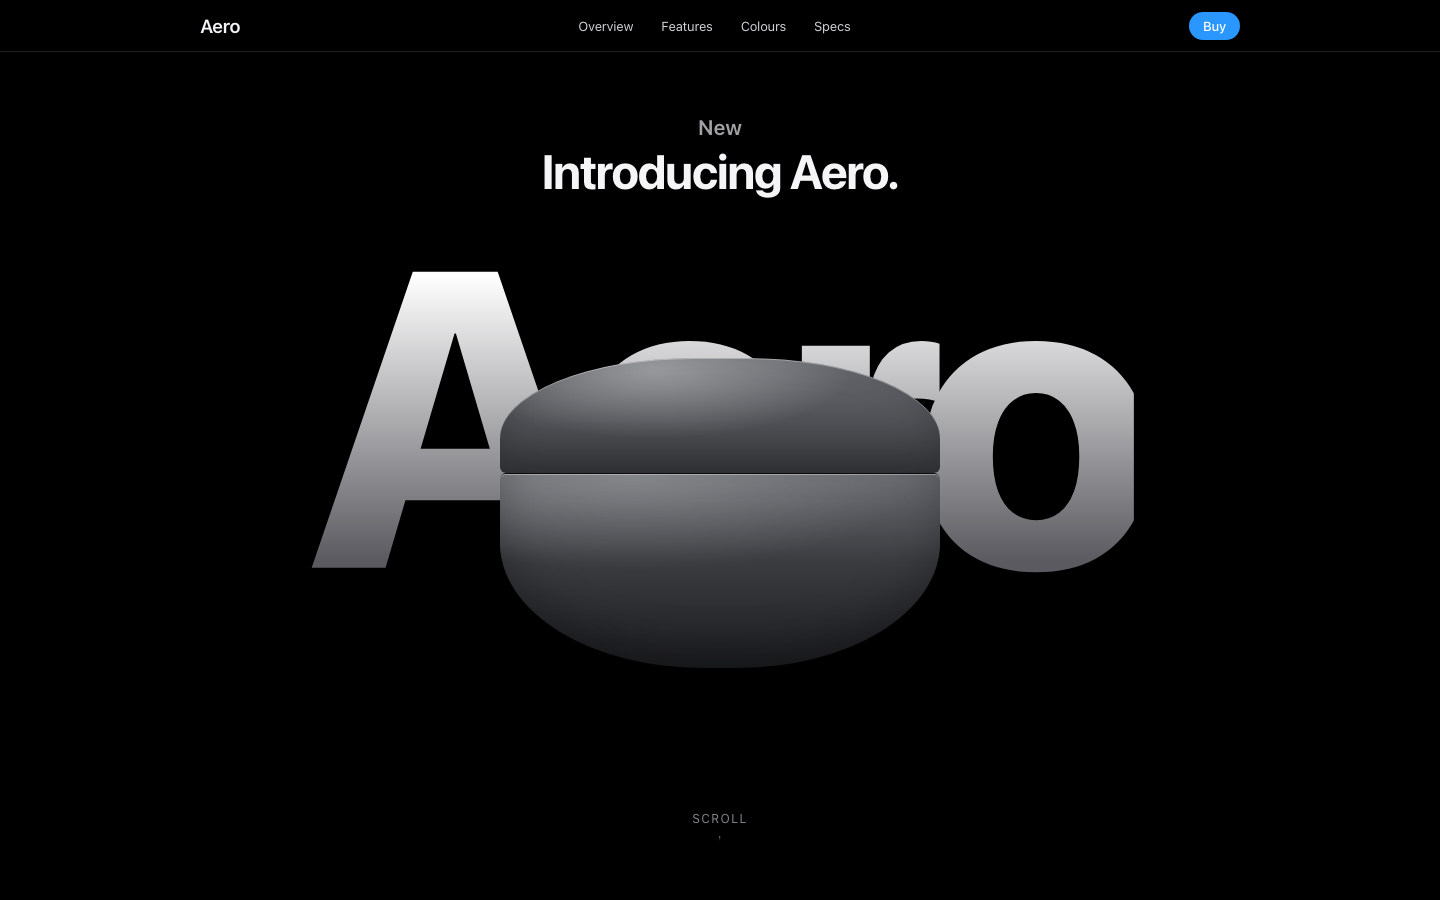 Aero
Overview
Features
Colours
Specs
Buy
New
Introducing Aero.
Aero
SCROLL